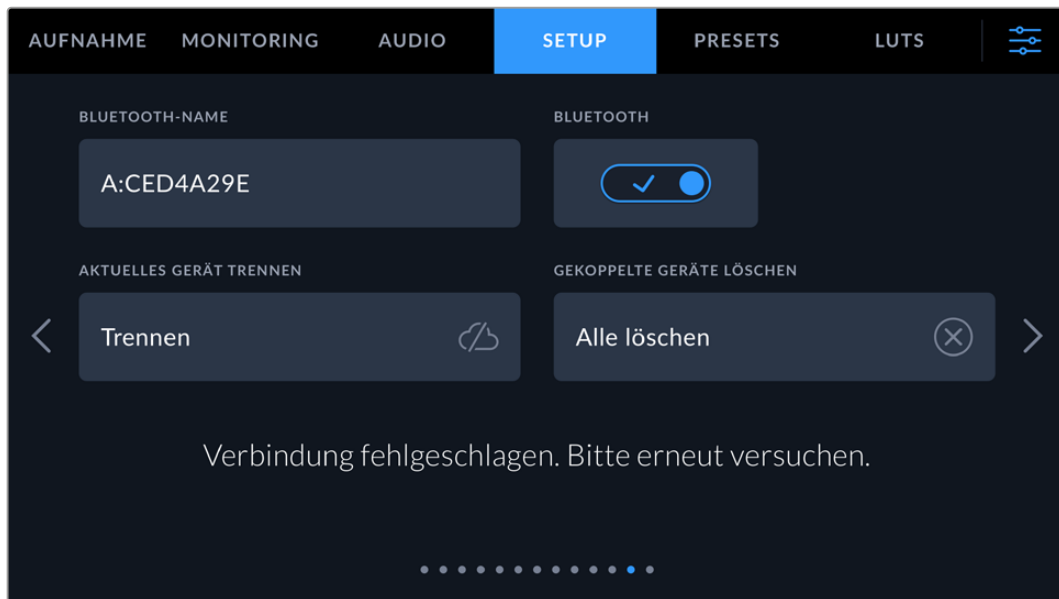 AUFNAHME MONITORING AUDIO SETUP PRESETS LUTS
BLUETOOTH-NAME BLUETOOTH
A:CED4A29E
AKTUELLES GERÄT TRENNEN GEKOPPELTE GERÄTE LÖSCHEN
Trennen Alle löschen
Verbindung fehlgeschlagen. Bitte erneut versuchen.